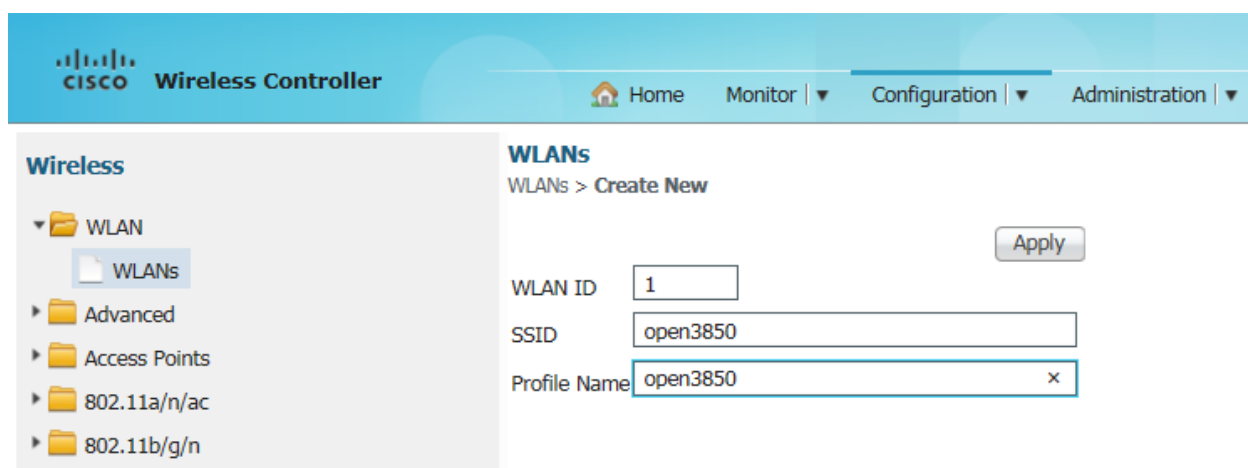 CISCO Wireless Controller
Home Monitor Configuration Administration
Wireless
WLAN
WLANs
Advanced
Access Points
802.11a/n/ac
802.11b/g/n
WLANs
WLANs > Create New
Apply
WLAN ID 1
SSID open3850
Profile Name open3850 ×